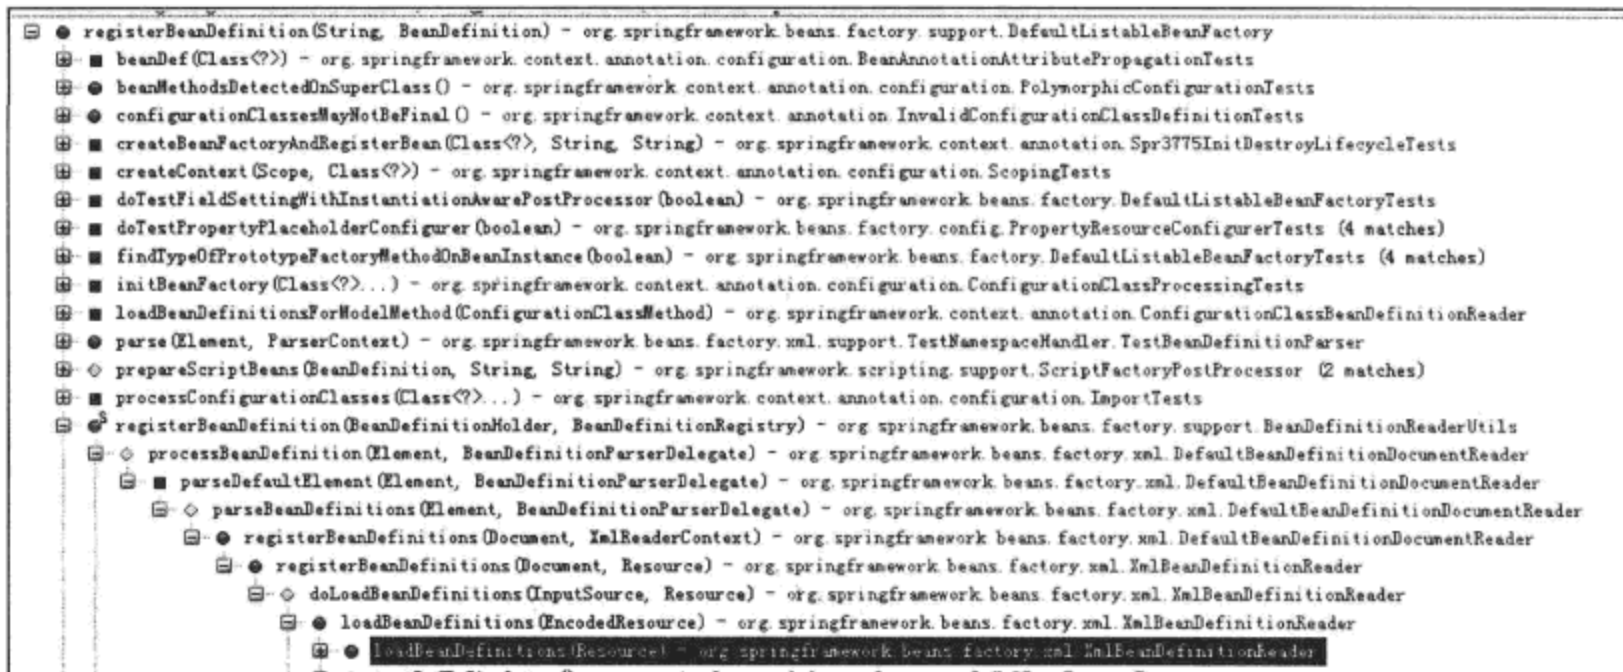 registerBeanDefinition(String, BeanDefinition) - org.springframework.beans.factory.support.DefaultListableBeanFactory
beanDef(Class<?>) - org.springframework.context.annotation.configuration.BeanAnnotationAttributePropagationTests
beanMethodsDetectedOnSuperClass() - org.springframework.context.annotation.configuration.PolymorphicConfigurationTests
configurationClassesMayNotBeFinal() - org.springframework.context.annotation.InvalidConfigurationClassDefinitionTests
createBeanFactoryAndRegisterBean(Class<?>, String, String) - org.springframework.context.annotation.Spr3775InitDestroyLifecycleTests
createContext(Scope, Class<?>) - org.springframework.context.annotation.configuration.ScopingTests
doTestFieldSettingWithInstantiationAwarePostProcessor(boolean) - org.springframework.beans.factory.DefaultListableBeanFactoryTests
doTestPropertyPlaceholderConfigurer(boolean) - org.springframework.beans.factory.config.PropertyResourceConfigurerTests (4 matches)
findTypeOfPrototypeFactoryMethodOnBeanInstance(boolean) - org.springframework.beans.factory.DefaultListableBeanFactoryTests (4 matches)
initBeanFactory(Class<?>...) - org.springframework.context.annotation.configuration.ConfigurationClassProcessingTests
loadBeanDefinitionsForModelMethod(ConfigurationClassMethod) - org.springframework.context.annotation.ConfigurationClassBeanDefinitionReader
parse(Element, ParserContext) - org.springframework.beans.factory.xml.support.TestNamespaceHandler.TestBeanDefinitionParser
prepareScriptBeans(BeanDefinition, String, String) - org.springframework.scripting.support.ScriptFactoryPostProcessor (2 matches)
processConfigurationClasses(Class<?>...) - org.springframework.context.annotation.configuration.ImportTests
registerBeanDefinition(BeanDefinitionHolder, BeanDefinitionRegistry) - org.springframework.beans.factory.support.BeanDefinitionReaderUtils
processBeanDefinition(Element, BeanDefinitionParserDelegate) - org.springframework.beans.factory.xml.DefaultBeanDefinitionDocumentReader
parseDefaultElement(Element, BeanDefinitionParserDelegate) - org.springframework.beans.factory.xml.DefaultBeanDefinitionDocumentReader
parseBeanDefinitions(Element, BeanDefinitionParserDelegate) - org.springframework.beans.factory.xml.DefaultBeanDefinitionDocumentReader
registerBeanDefinitions(Document, XmlReaderContext) - org.springframework.beans.factory.xml.DefaultBeanDefinitionDocumentReader
registerBeanDefinitions(Document, Resource) - org.springframework.beans.factory.xml.XmlBeanDefinitionReader
doLoadBeanDefinitions(InputSource, Resource) - org.springframework.beans.factory.xml.XmlBeanDefinitionReader
loadBeanDefinitions(EncodedResource) - org.springframework.beans.factory.xml.XmlBeanDefinitionReader
loadBeanDefinitions(Resource) - org.springframework.beans.factory.xml.XmlBeanDefinitionReader